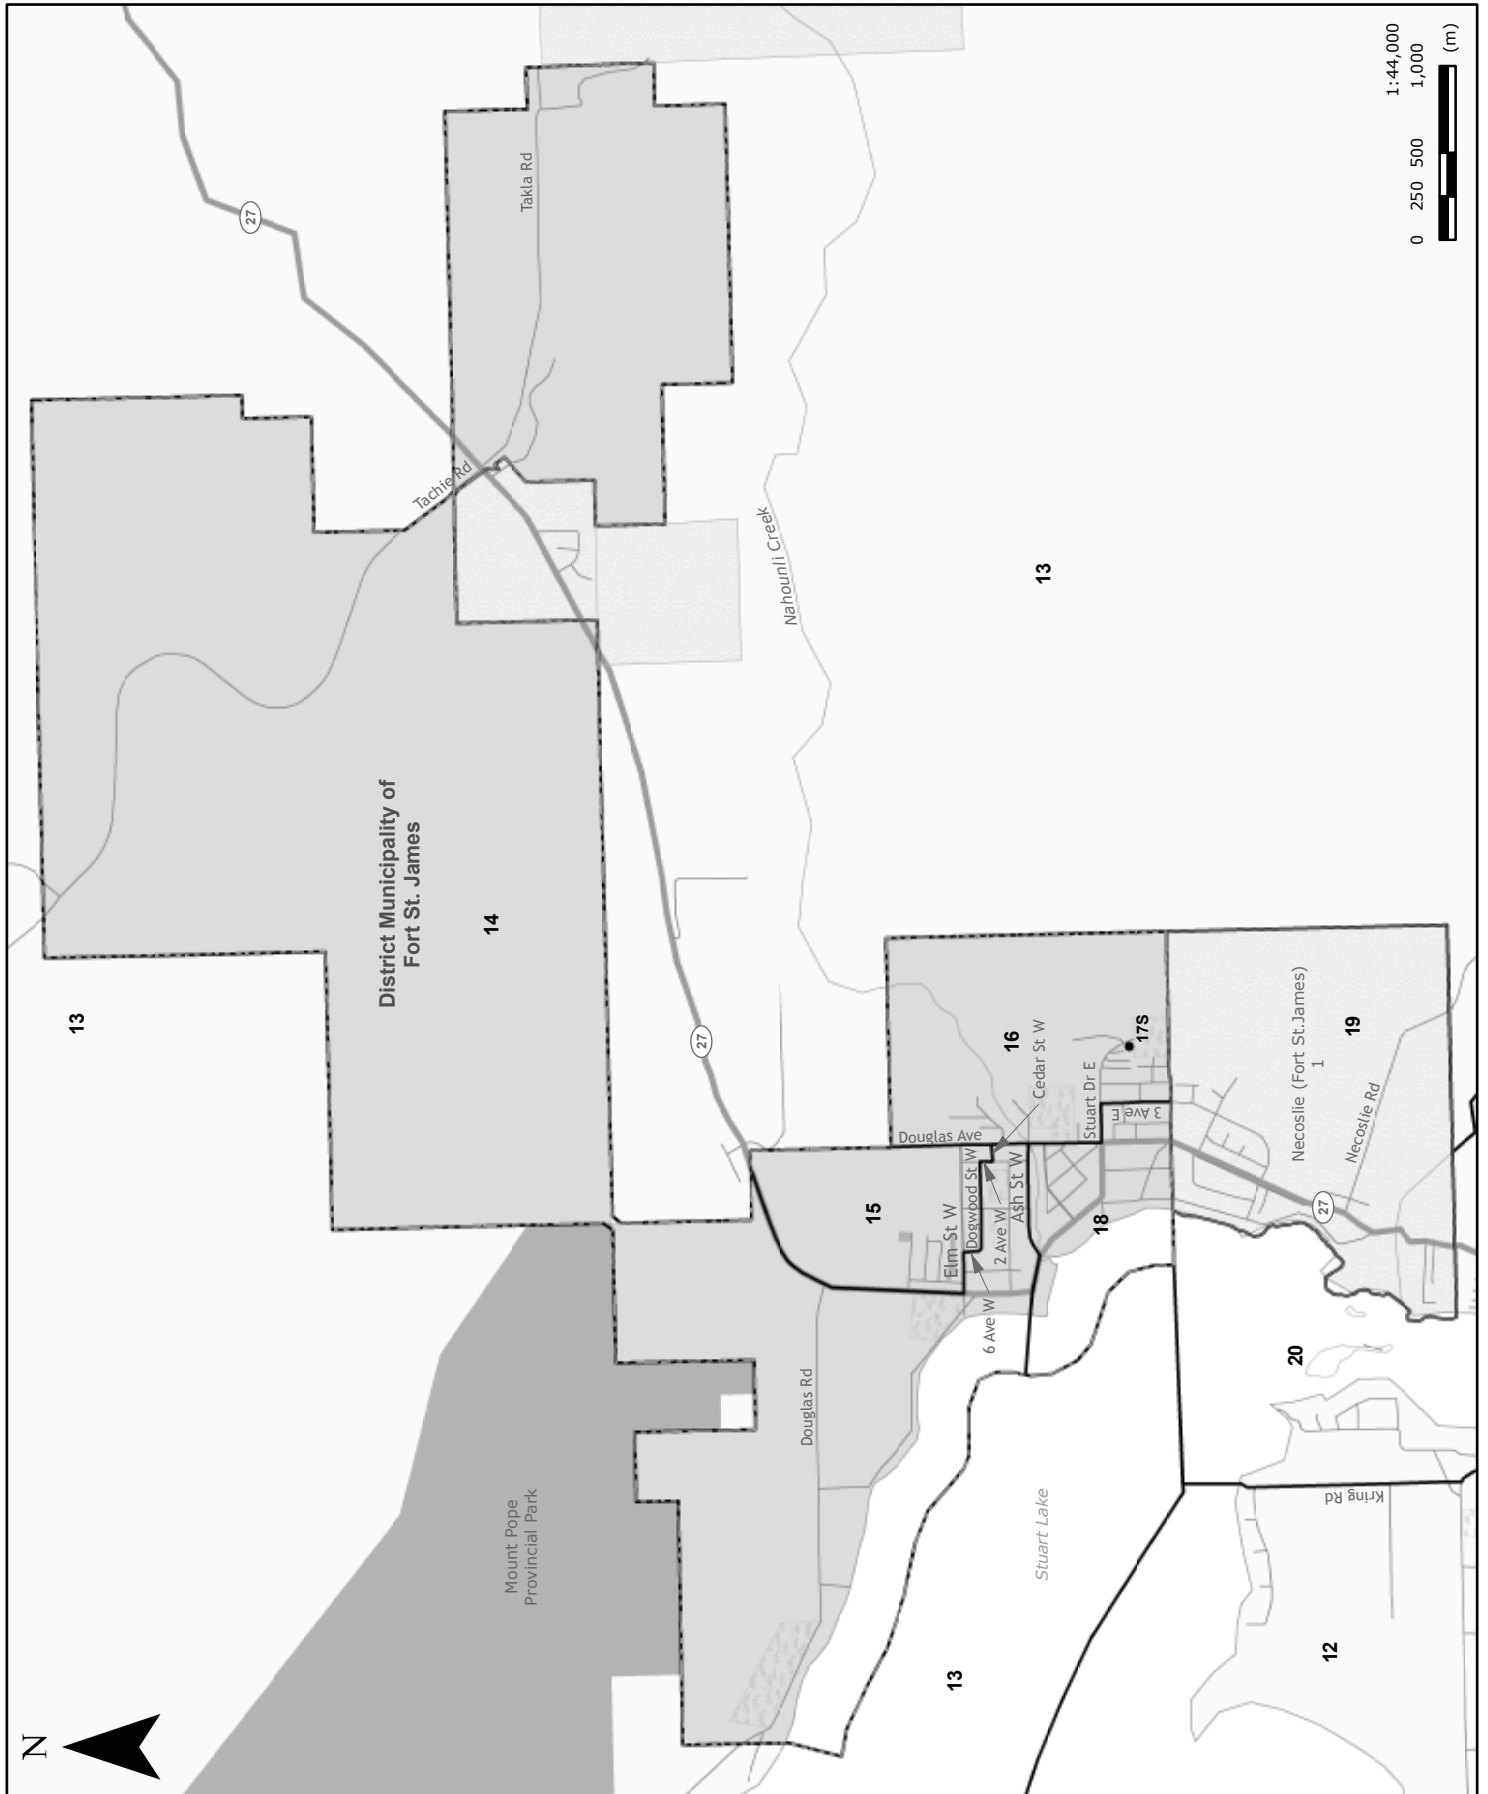 N
13
27
Takla Rd
Tachie Rd
District Municipality of
Fort St. James
14
Mount Pope
Provincial Park
Nahounli Creek
13
27
Douglas Rd
15
Douglas Ave
16
Cedar St W
Stuart Dr E
17S
3 Ave E
Elm St W
Dogwood St W
2 Ave W
Ash St W
6 Ave W
18
Stuart Lake
13
Necoslie (Fort St.James)
1
19
Necoslie Rd
27
20
Kring Rd
12
1:44,000
0 250 500 1,000
(m)